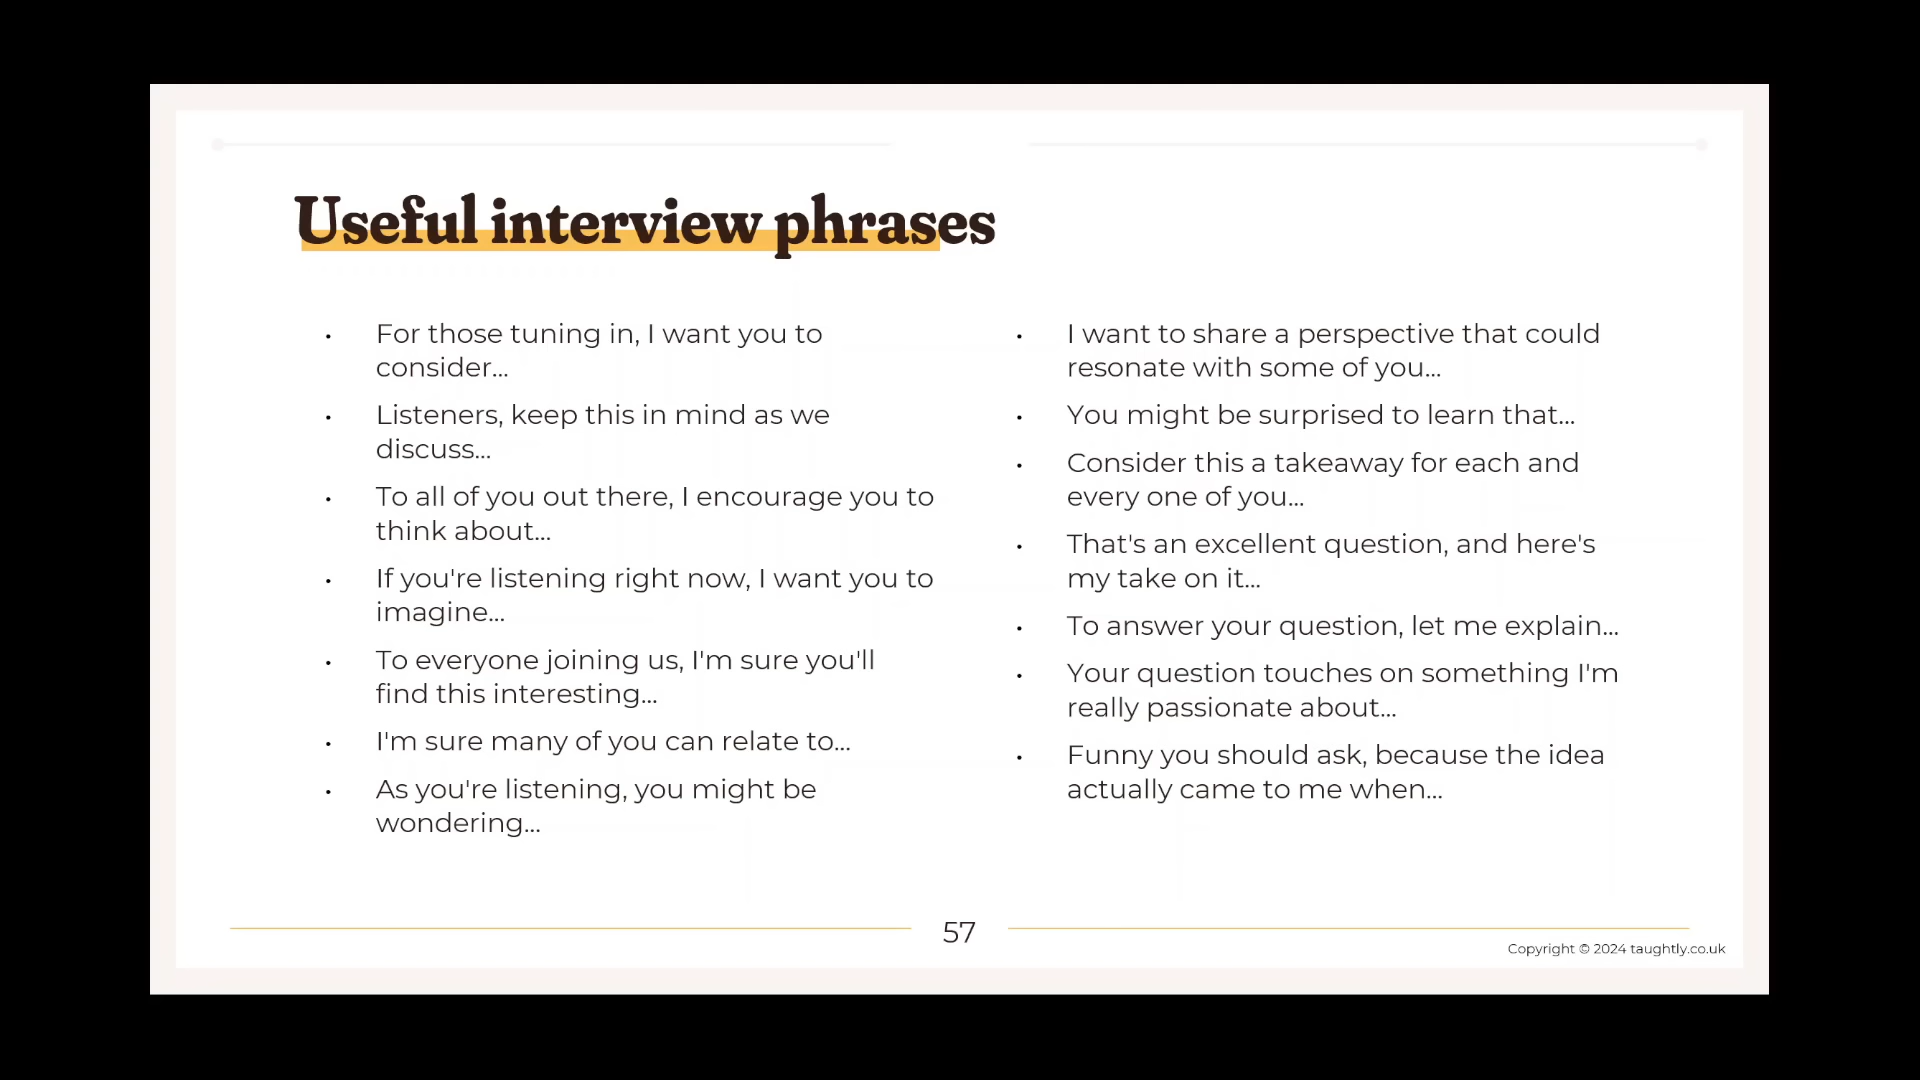 Useful interview phrases
• For those tuning in, I want you to
consider...
• Listeners, keep this in mind as we
discuss...
• To all of you out there, I encourage you to
think about...
• If you're listening right now, I want you to
imagine...
• To everyone joining us, I'm sure you'll
find this interesting...
• I'm sure many of you can relate to...
• As you're listening, you might be
wondering...
• I want to share a perspective that could
resonate with some of you...
• You might be surprised to learn that...
• Consider this a takeaway for each and
every one of you...
• That's an excellent question, and here's
my take on it...
• To answer your question, let me explain...
• Your question touches on something I'm
really passionate about...
• Funny you should ask, because the idea
actually came to me when...
57
Copyright © 2024 taughtly.co.uk